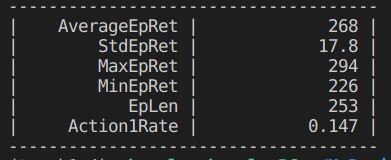 ---------------------------------------
|    AverageEpRet |             268 |
|        StdEpRet |            17.8 |
|        MaxEpRet |             294 |
|        MinEpRet |             226 |
|           EpLen |             253 |
|     Action1Rate |           0.147 |
---------------------------------------